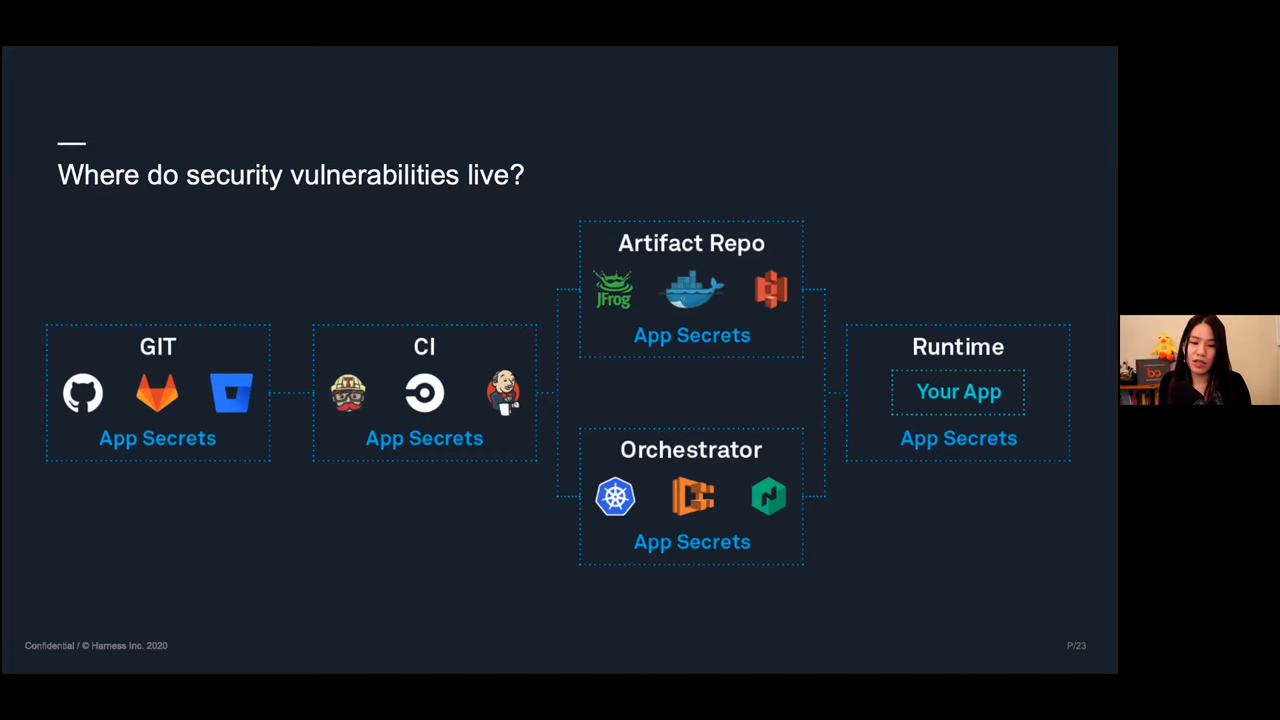 Where do security vulnerabilities live?
GIT
App Secrets
CI
App Secrets
Artifact Repo
JFrog
App Secrets
Orchestrator
App Secrets
Runtime
Your App
App Secrets
Confidential / © Harness Inc. 2020
P/23